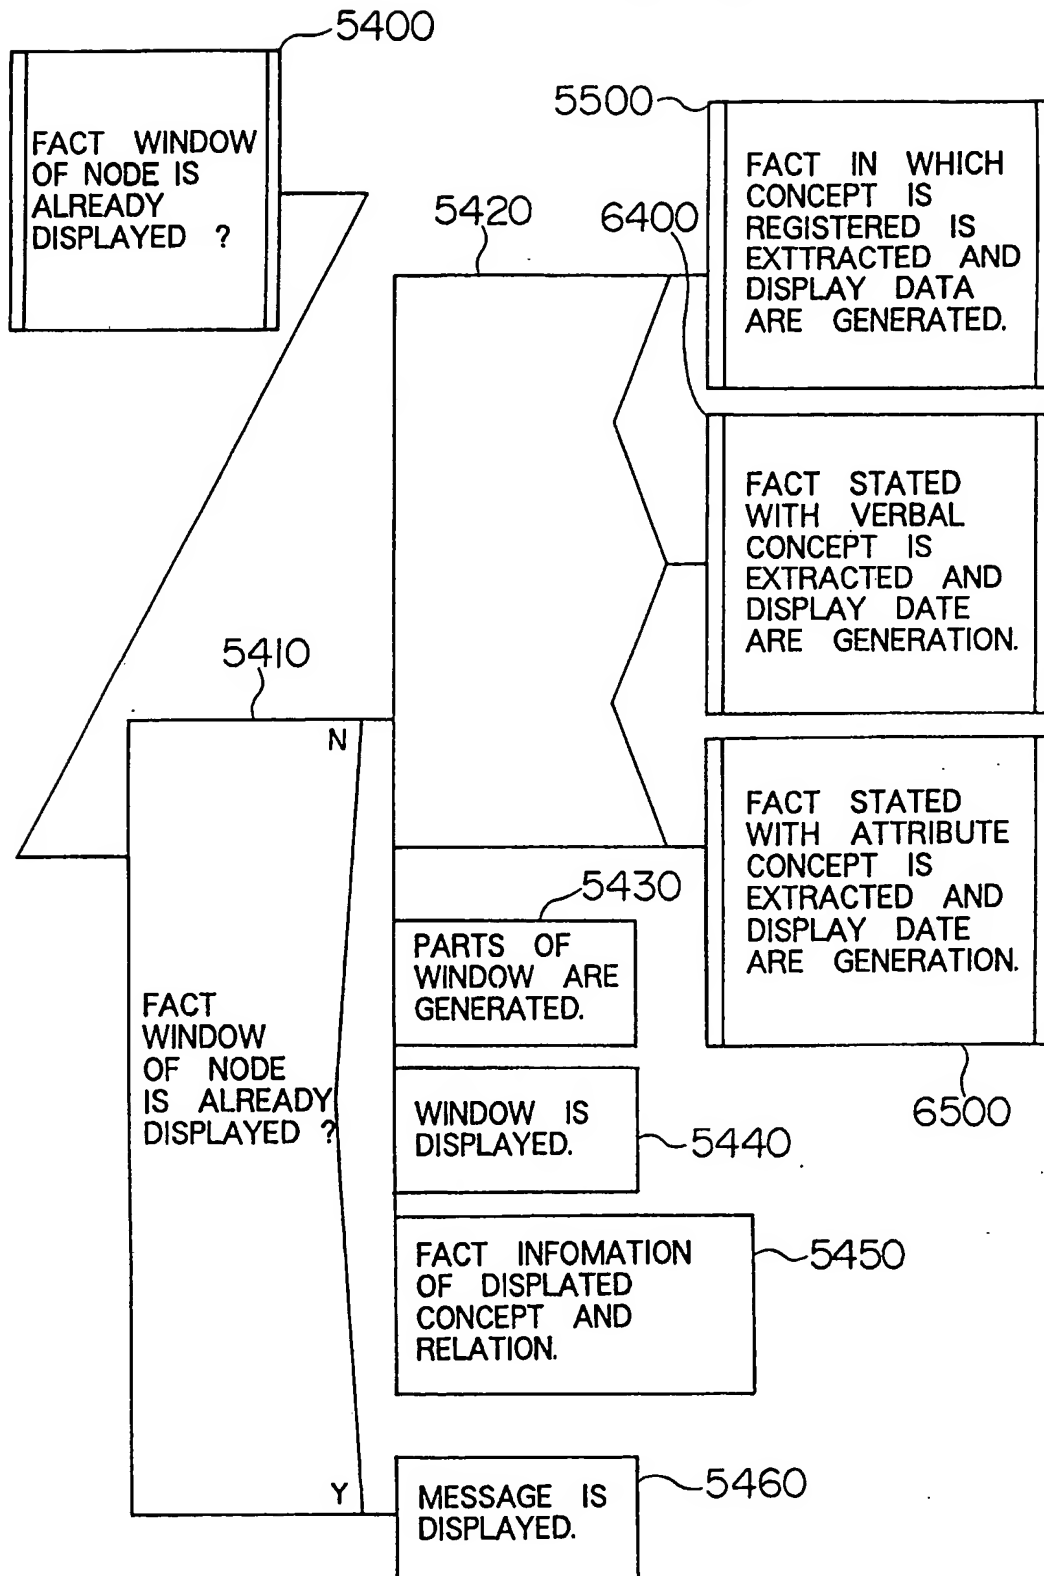 5400
FACT WINDOW
OF NODE IS
ALREADY
DISPLAYED ?
5500
FACT IN WHICH
CONCEPT IS
REGISTERED IS
EXTTRACTED AND
DISPLAY DATA
ARE GENERATED.
5420
6400
FACT STATED
WITH VERBAL
CONCEPT IS
EXTRACTED AND
DISPLAY DATE
ARE GENERATION.
5410
N
FACT
WINDOW
OF NODE
IS ALREADY
DISPLAYED ?
Y
FACT STATED
WITH ATTRIBUTE
CONCEPT IS
EXTRACTED AND
DISPLAY DATE
ARE GENERATION.
6500
5430
PARTS OF
WINDOW ARE
GENERATED.
WINDOW IS
DISPLAYED.
5440
FACT INFOMATION
OF DISPLATED
CONCEPT AND
RELATION.
5450
MESSAGE IS
DISPLAYED.
5460